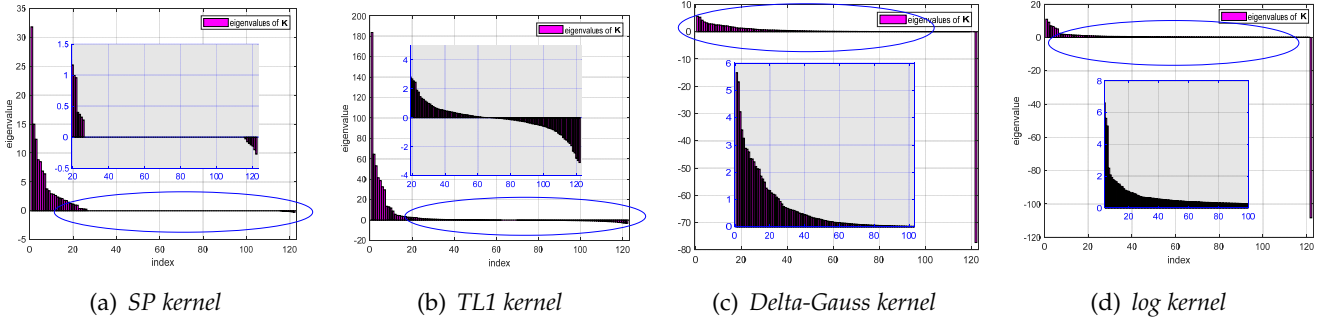 35
30
25
20
15
10
5
0
-5
eigenvalue
0 20 40 60 80 100 120
index
eigenvalues of K
1.5
1
0.5
0
-0.5
20 40 60 80 100 120
(a) SP kernel
200
180
160
140
120
100
80
60
40
20
0
-20
eigenvalue
0 20 40 60 80 100 120
index
eigenvalues of K
4
2
0
-2
-4
20 40 60 80 100 120
(b) TL1 kernel
10
0
-10
-20
-30
-40
-50
-60
-70
-80
0 20 40 60 80 100 120
eigenvalues of K
6
5
4
3
2
1
0
0 20 40 60 80 100
(c) Delta-Gauss kernel
20
0
-20
-40
-60
-80
-100
-120
eigenvalue
0 20 40 60 80 100 120
index
eigenvalues of K
8
6
4
2
0
20 40 60 80 100
(d) log kernel